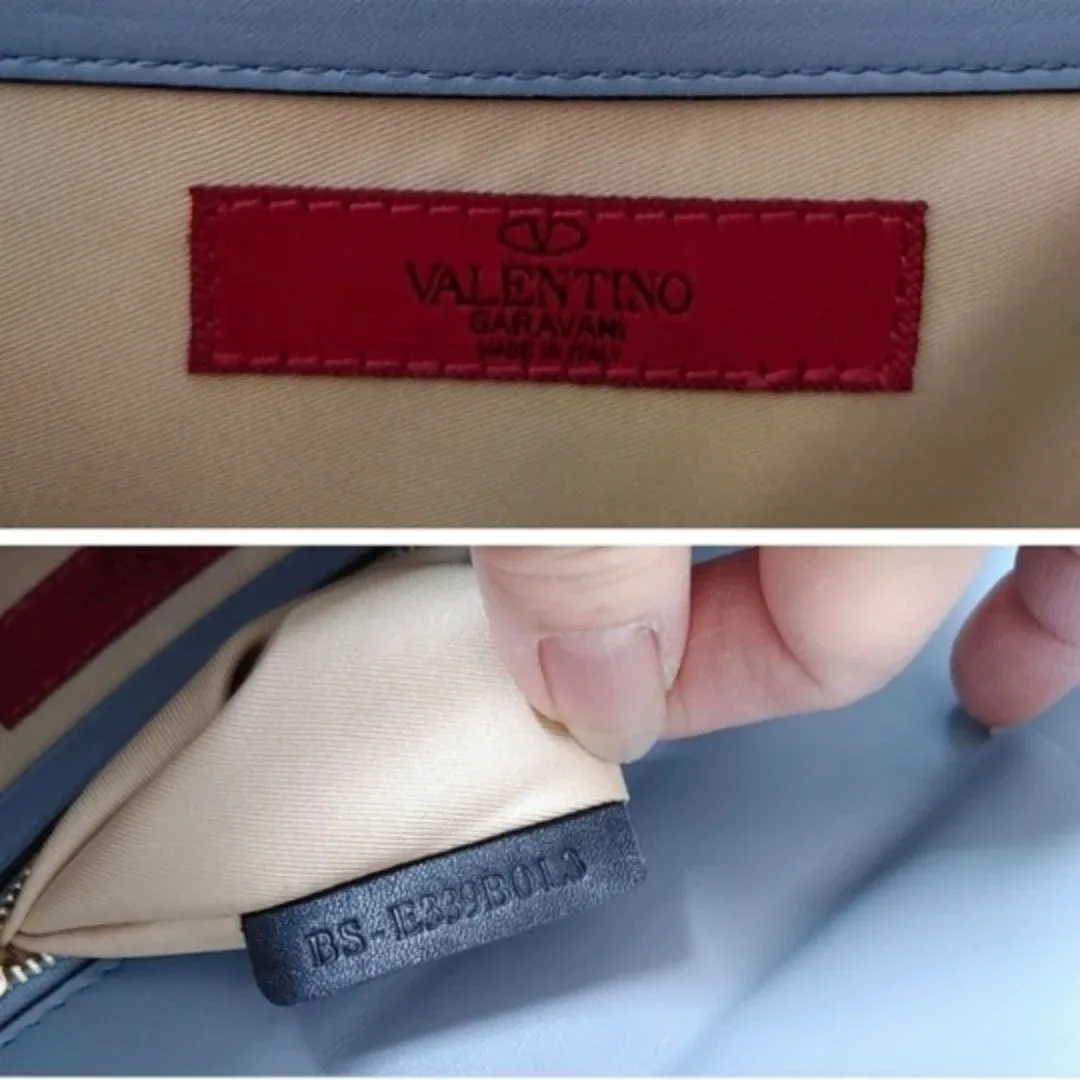 VALENTINO
GARAVANI
MADE IN ITALY
BS-E339B0L3